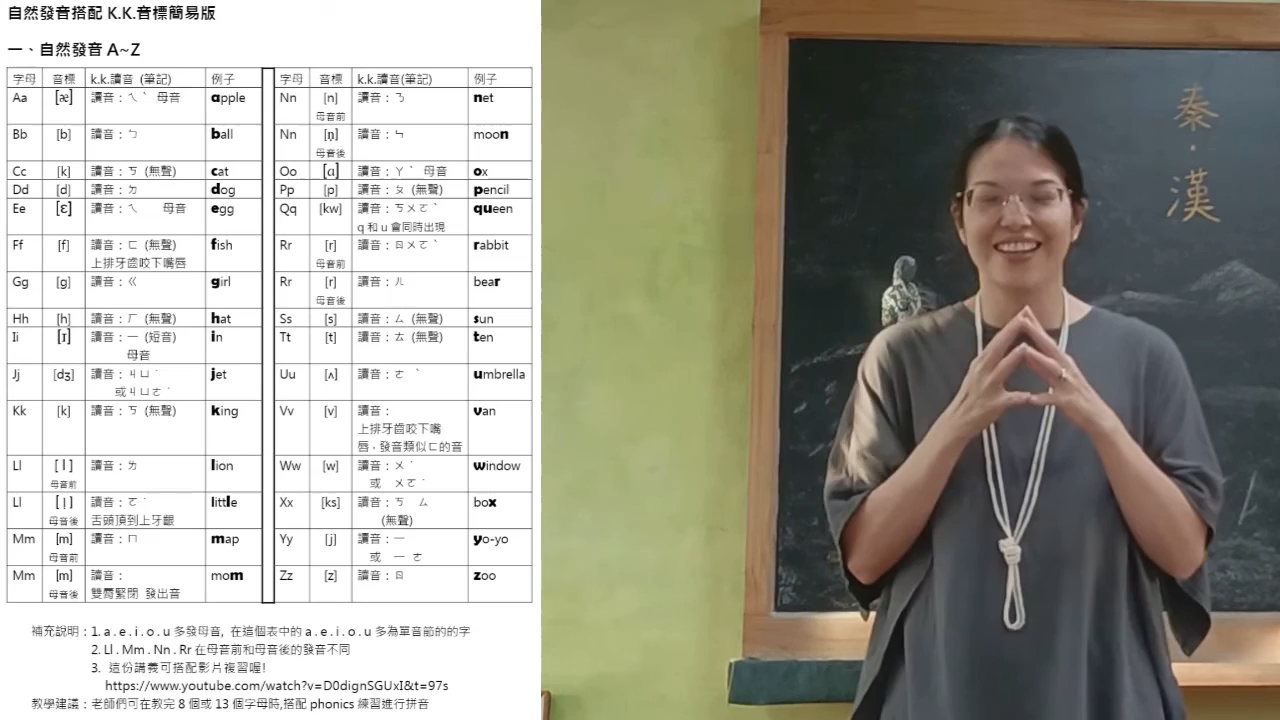 自然發音搭配 K.K.音標簡易版
一、自然發音 A~Z
字母 音標 k.k.讀音 (筆記) 例子
Aa [æ] 讀音：ㄟˋ 母音 apple
Bb [b] 讀音：ㄅ ball
Cc [k] 讀音：ㄎ (無聲) cat
Dd [d] 讀音：ㄉ dog
Ee [ɛ] 讀音：ㄟ 母音 egg
Ff [f] 讀音：ㄈ (無聲) fish
上排牙齒咬下嘴唇
Gg [g] 讀音：ㄍ girl
Hh [h] 讀音：ㄏ (無聲) hat
Ii [ɪ] 讀音：一 (短音) in
母音
Jj [dʒ] 讀音：ㄐㄩ˙ jet
或ㄐㄩㄜ˙
Kk [k] 讀音：ㄎ (無聲) king
Ll [l] 讀音：ㄌ lion
母音前
Ll [l̩] 讀音：ㄛ˙ little
母音後 舌頭頂到上牙齦
Mm [m] 讀音：ㄇ map
母音前
Mm [m] 讀音： mom
母音後 雙唇緊閉 發出音
字母 音標 k.k.讀音(筆記) 例子
Nn [n] 讀音：ㄋ net
母音前
Nn [n̩] 讀音：ㄣ moon
母音後
Oo [ɑ] 讀音：ㄚˋ 母音 ox
Pp [p] 讀音：ㄆ (無聲) pencil
Qq [kw] 讀音：ㄎㄨㄛˋ queen
q 和 u 會同時出現
Rr [r] 讀音：ㄖㄨㄛˋ rabbit
母音前
Rr [r] 讀音：ㄦ bear
母音後
Ss [s] 讀音：ㄙ (無聲) sun
Tt [t] 讀音：ㄊ (無聲) ten
Uu [ʌ] 讀音：ㄜ ˋ umbrella
Vv [v] 讀音： van
上排牙齒咬下嘴
唇，發音類似ㄈ的音
Ww [w] 讀音：ㄨˊ window
或 ㄨㄛˊ
Xx [ks] 讀音：ㄎ ㄙ box
(無聲)
Yy [j] 讀音：一 yo-yo
或 一 ㄜ
Zz [z] 讀音：ㄖ zoo
補充說明：1. a . e . i . o . u 多發母音, 在這個表中的 a . e . i . o . u 多為單音節的的字
2. Ll . Mm . Nn . Rr 在母音前和母音後的發音不同
3. 這份講義可搭配影片複習喔!
https://www.youtube.com/watch?v=D0dignSGUxI&t=97s
教學建議：老師們可在教完 8 個或 13 個字母時,搭配 phonics 練習進行拼音
秦·漢